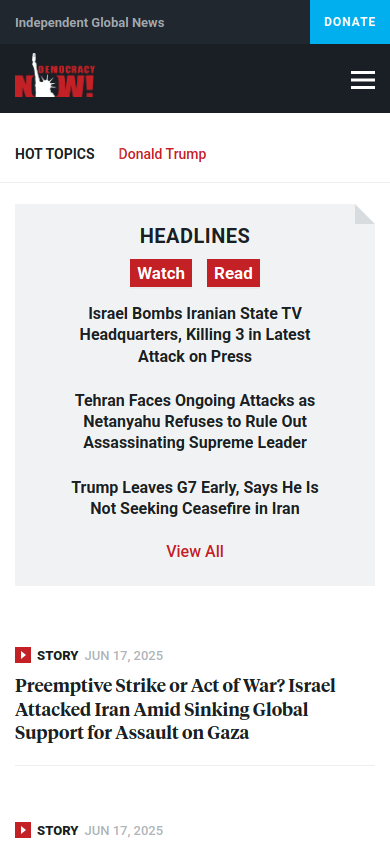 Independent Global News
DONATE
DEMOCRACY
NOW!
HOT TOPICS
Donald Trump
HEADLINES
Watch
Read
Israel Bombs Iranian State TV
Headquarters, Killing 3 in Latest
Attack on Press
Tehran Faces Ongoing Attacks as
Netanyahu Refuses to Rule Out
Assassinating Supreme Leader
Trump Leaves G7 Early, Says He Is
Not Seeking Ceasefire in Iran
View All
STORY JUN 17, 2025
Preemptive Strike or Act of War? Israel
Attacked Iran Amid Sinking Global
Support for Assault on Gaza
STORY JUN 17, 2025